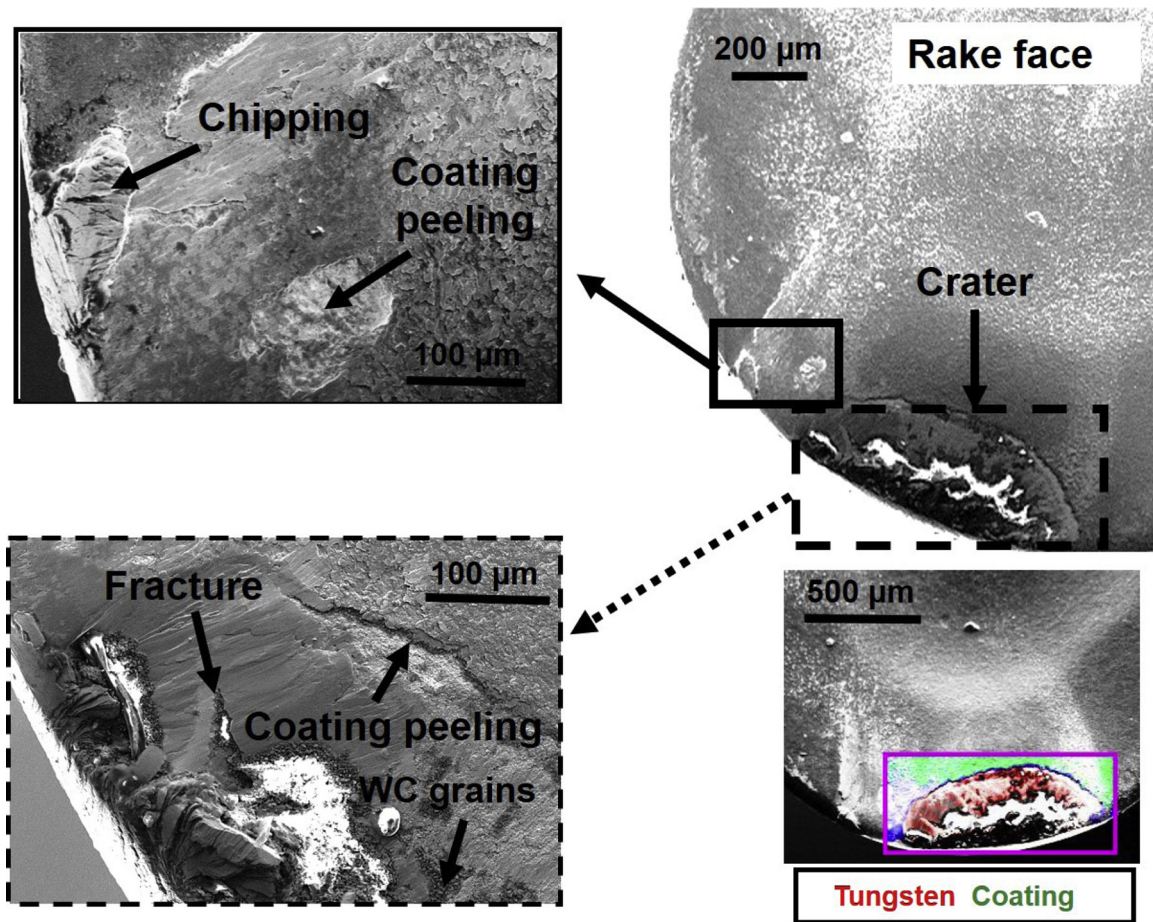 Chipping
Coating
peeling
100 µm
200 µm
Rake face
Crater
Fracture
100 µm
Coating peeling
WC grains
500 µm
Tungsten Coating